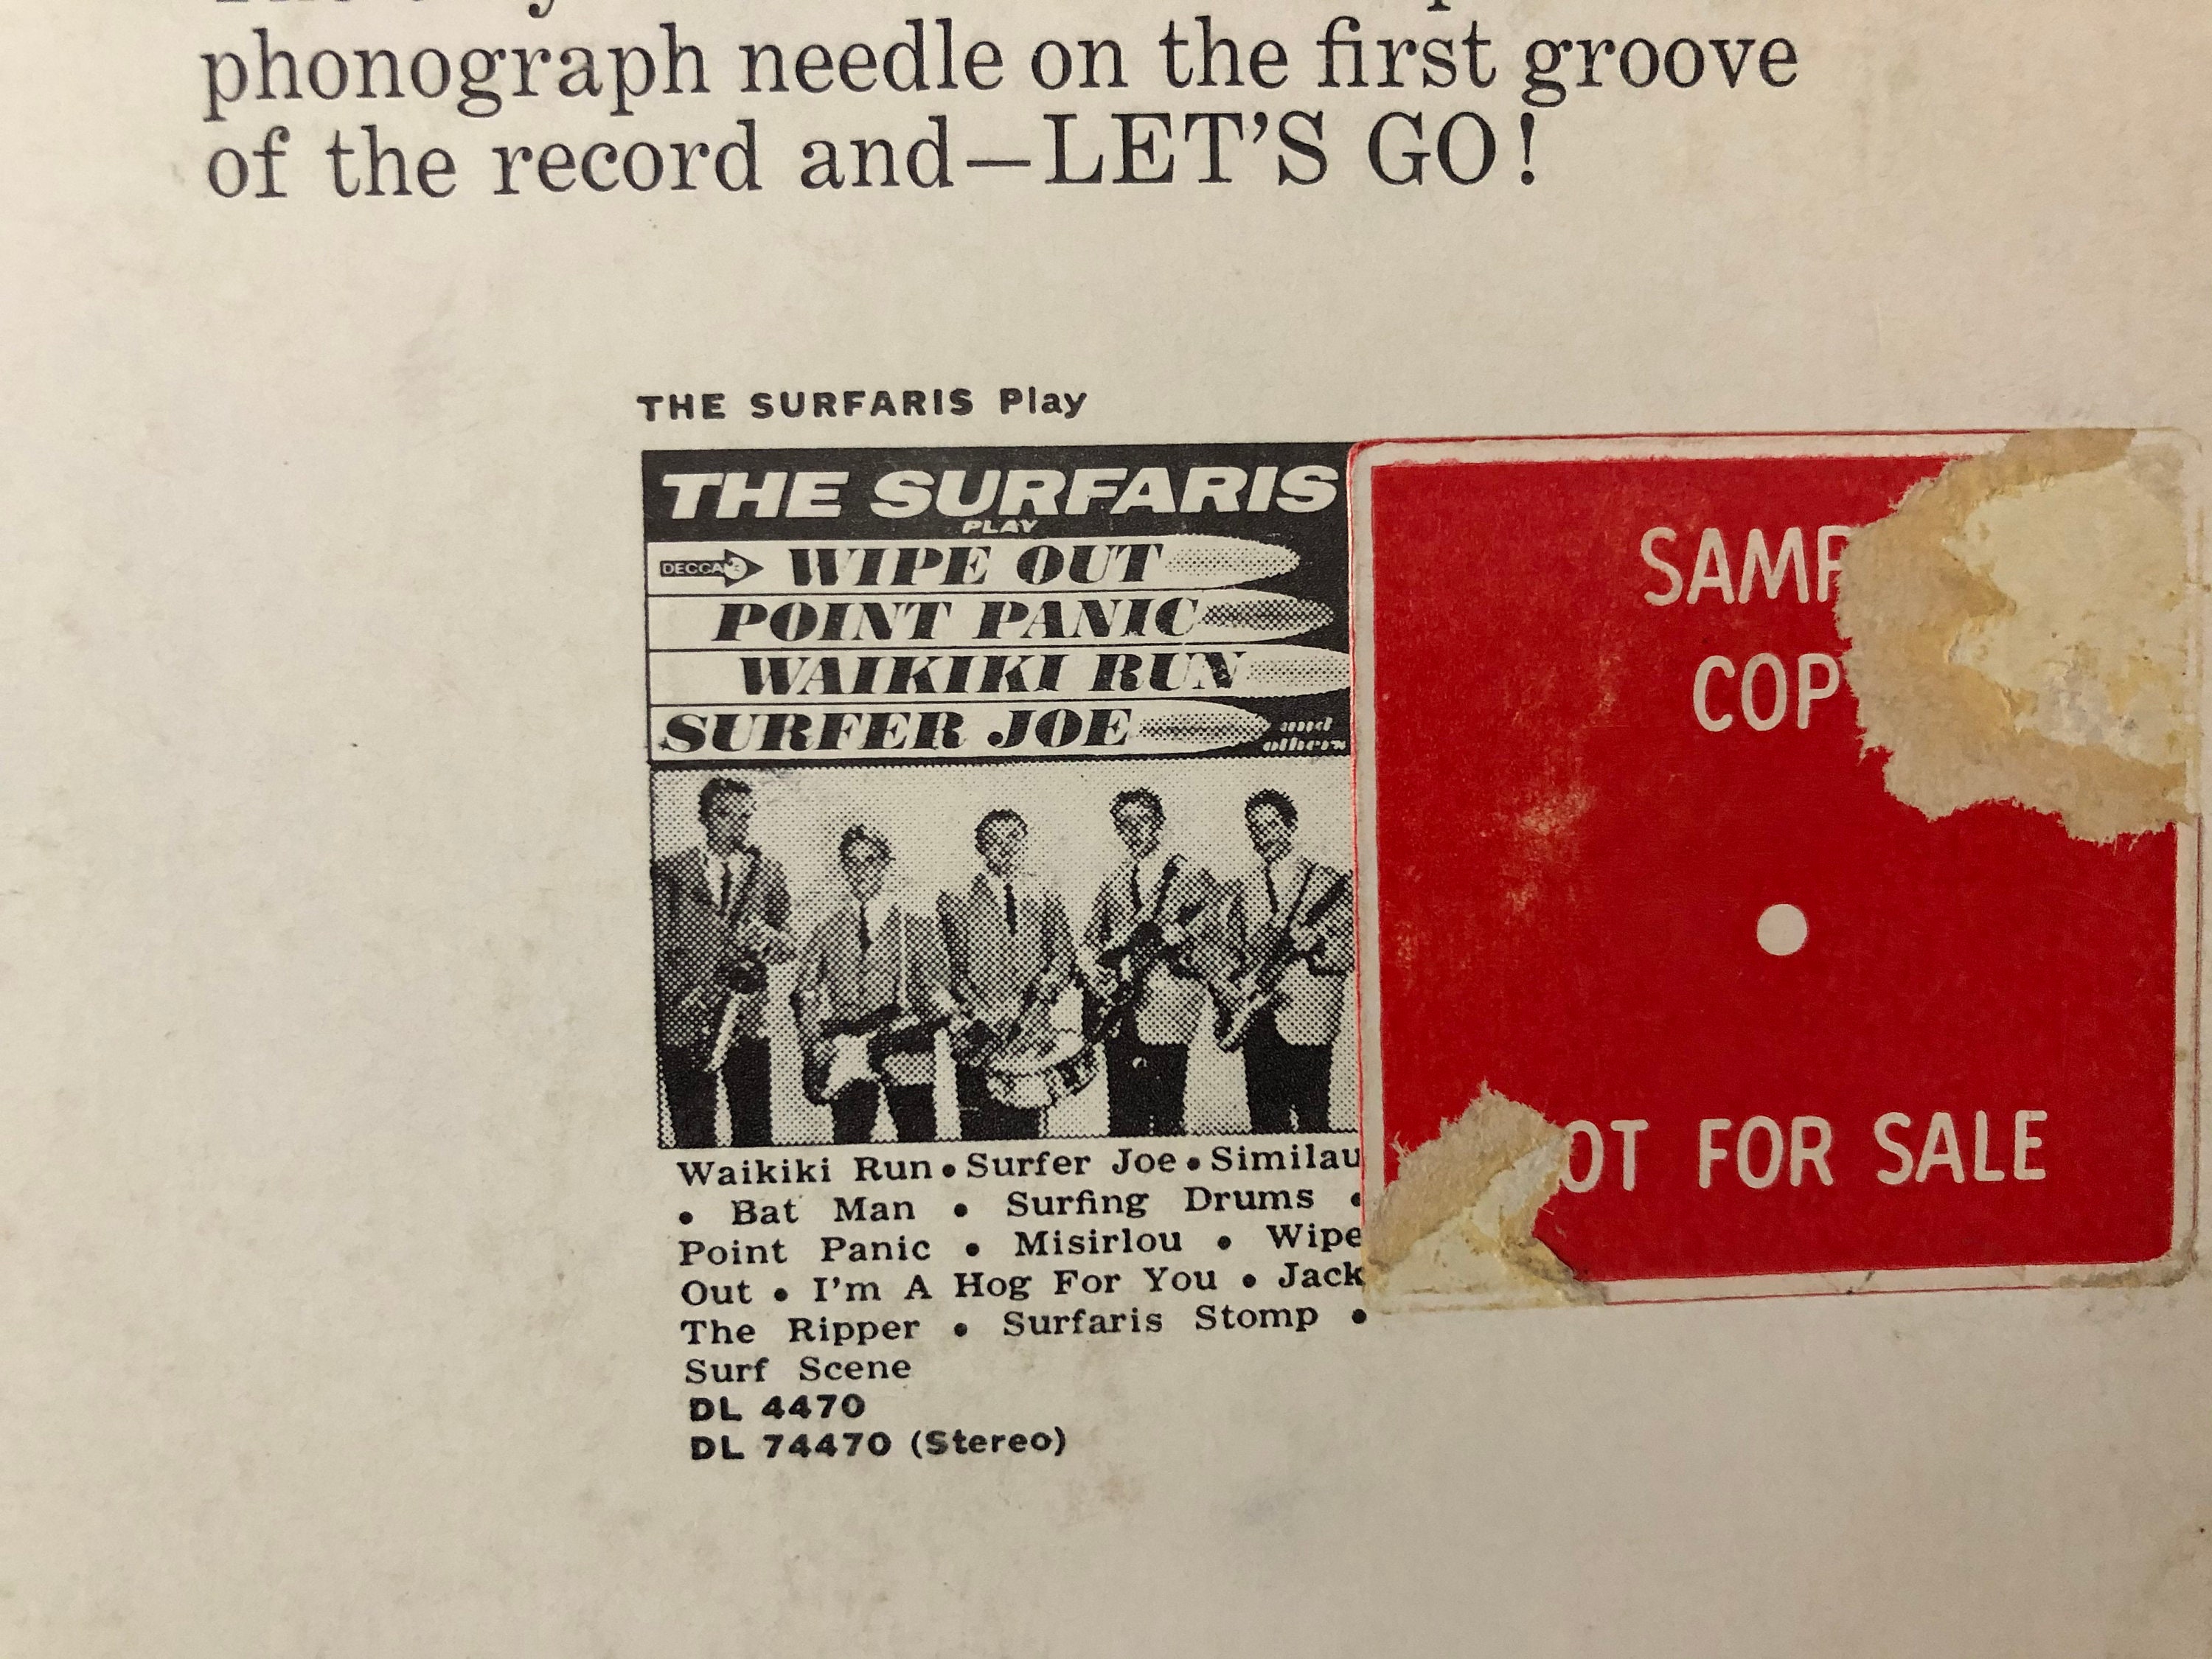 phonograph needle on the first groove
of the record and—LET'S GO!
THE SURFARIS Play
THE SURFARIS
PLAY
DECCA WIPE OUT
POINT PANIC
WAIKIKI RUN
SURFER JOE and
others
Waikiki Run • Surfer Joe • Similau
• Bat Man • Surfing Drums •
Point Panic • Misirlou • Wipe
Out • I'm A Hog For You • Jack
The Ripper • Surfaris Stomp •
Surf Scene
DL 4470
DL 74470 (Stereo)
SAMP
COP
OT FOR SALE